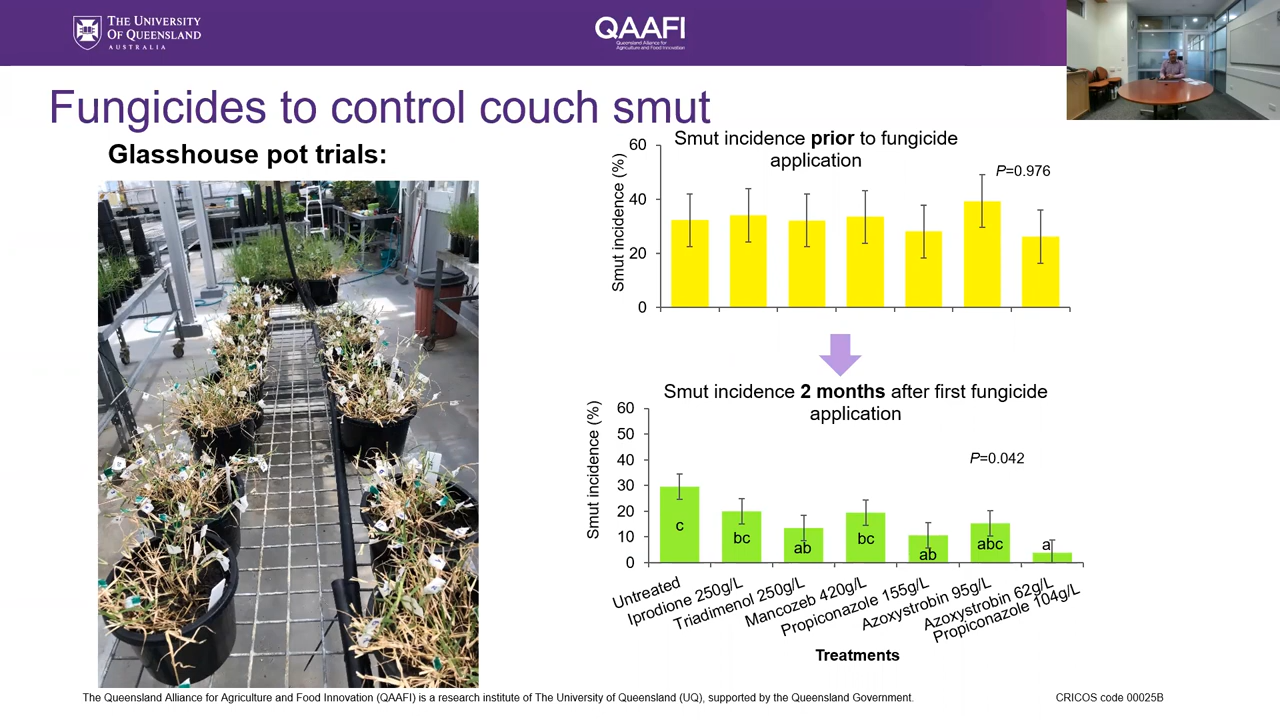 THE UNIVERSITY
OF QUEENSLAND
AUSTRALIA
QAAFI
Queensland Alliance for
Agriculture and Food Innovation
Fungicides to control couch smut
Glasshouse pot trials:
Smut incidence prior to fungicide
application
P=0.976
Smut incidence (%)
60
40
20
0
Smut incidence 2 months after first fungicide
application
P=0.042
Smut incidence (%)
60
50
40
30
20
10
0
c
bc
ab
bc
ab
abc
a
Untreated
Iprodione 250g/L
Triadimenol 250g/L
Mancozeb 420g/L
Propiconazole 155g/L
Azoxystrobin 95g/L
Azoxystrobin 62g/L
Propiconazole 104g/L
Treatments
The Queensland Alliance for Agriculture and Food Innovation (QAAFI) is a research institute of The University of Queensland (UQ), supported by the Queensland Government.
CRICOS code 00025B